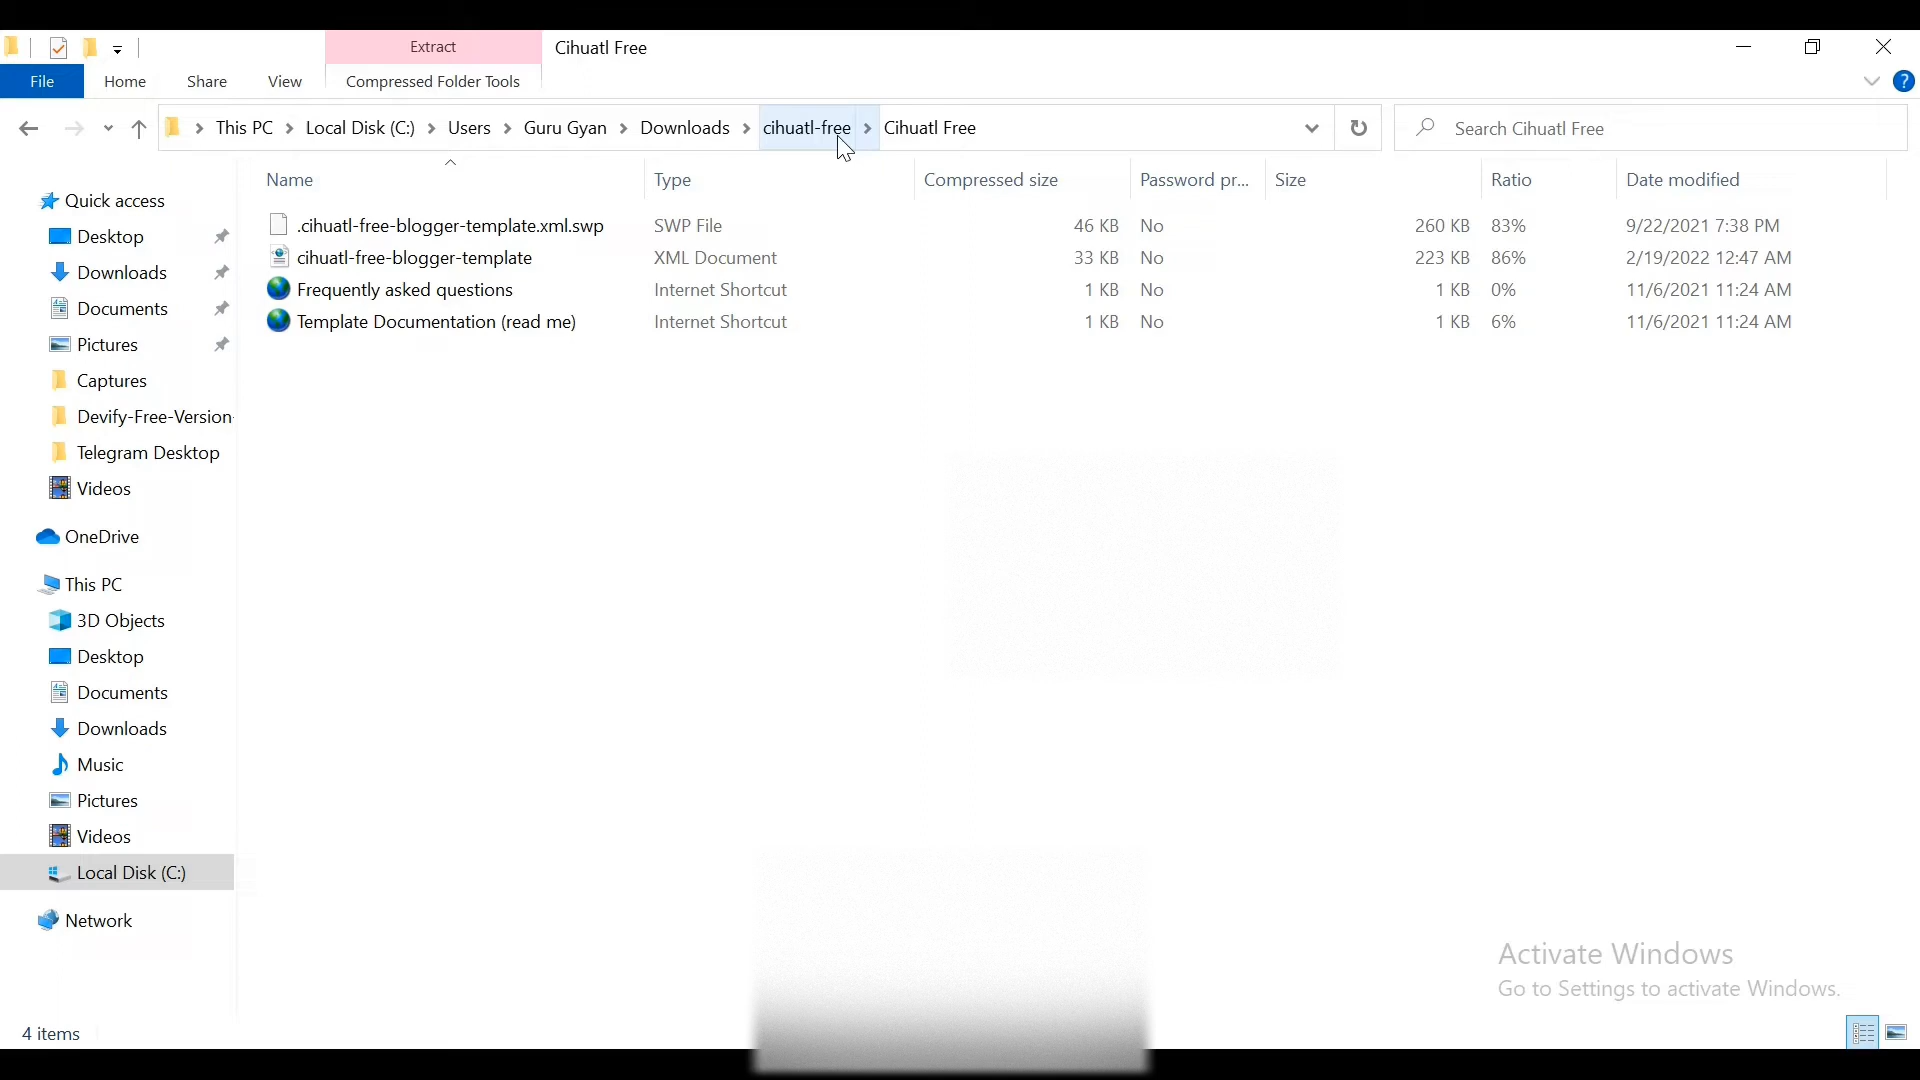 Extract
Cihuatl Free
File
Home
Share
View
Compressed Folder Tools
This PC
Local Disk (C:)
Users
Guru Gyan
Downloads
cihuatl-free
Cihuatl Free
Search Cihuatl Free
Name
Type
Compressed size
Password pr...
Size
Ratio
Date modified
.cihuatl-free-blogger-template.xml.swp SWP File 46 KB No 260 KB 83% 9/22/2021 7:38 PM
cihuatl-free-blogger-template XML Document 33 KB No 223 KB 86% 2/19/2022 12:47 AM
Frequently asked questions Internet Shortcut 1 KB No 1 KB 0% 11/6/2021 11:24 AM
Template Documentation (read me) Internet Shortcut 1 KB No 1 KB 6% 11/6/2021 11:24 AM
Quick access
Desktop
Downloads
Documents
Pictures
Captures
Devify-Free-Version-
Telegram Desktop
Videos
OneDrive
This PC
3D Objects
Desktop
Documents
Downloads
Music
Pictures
Videos
Local Disk (C:)
Network
Activate Windows
Go to Settings to activate Windows.
4 items